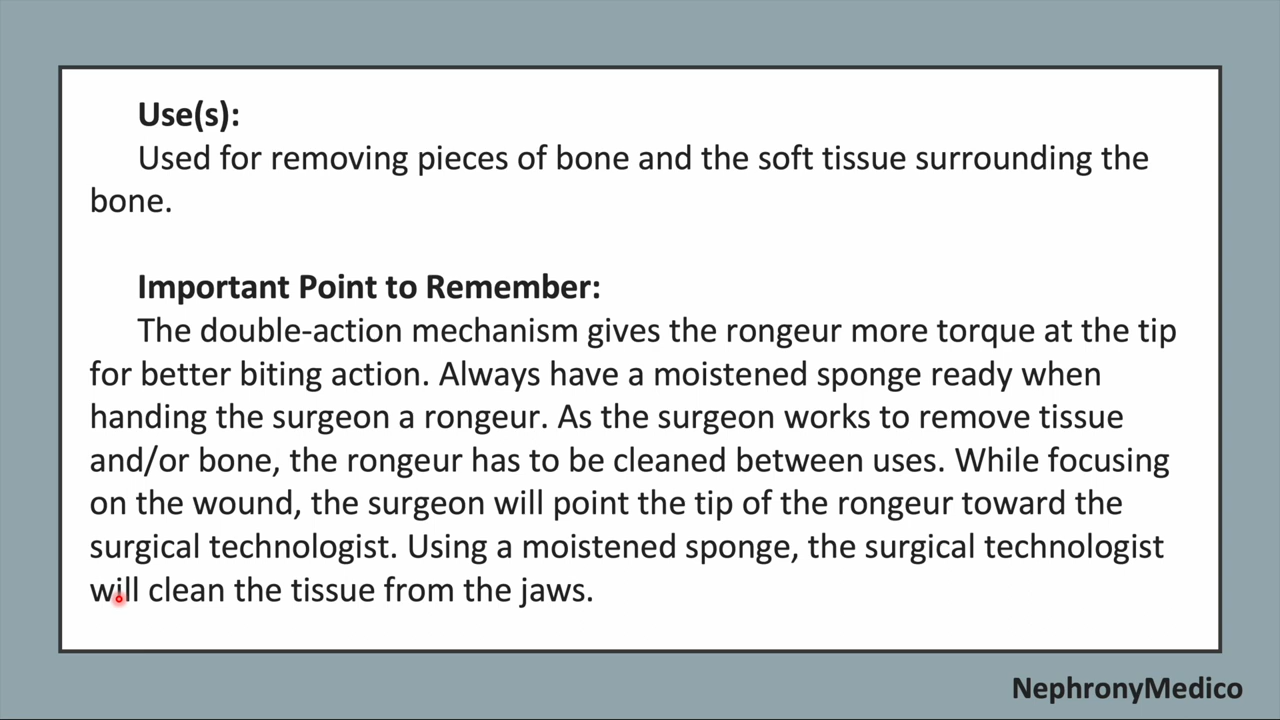 Use(s):
Used for removing pieces of bone and the soft tissue surrounding the
bone.
Important Point to Remember:
The double-action mechanism gives the rongeur more torque at the tip
for better biting action. Always have a moistened sponge ready when
handing the surgeon a rongeur. As the surgeon works to remove tissue
and/or bone, the rongeur has to be cleaned between uses. While focusing
on the wound, the surgeon will point the tip of the rongeur toward the
surgical technologist. Using a moistened sponge, the surgical technologist
will clean the tissue from the jaws.
NephronyMedico